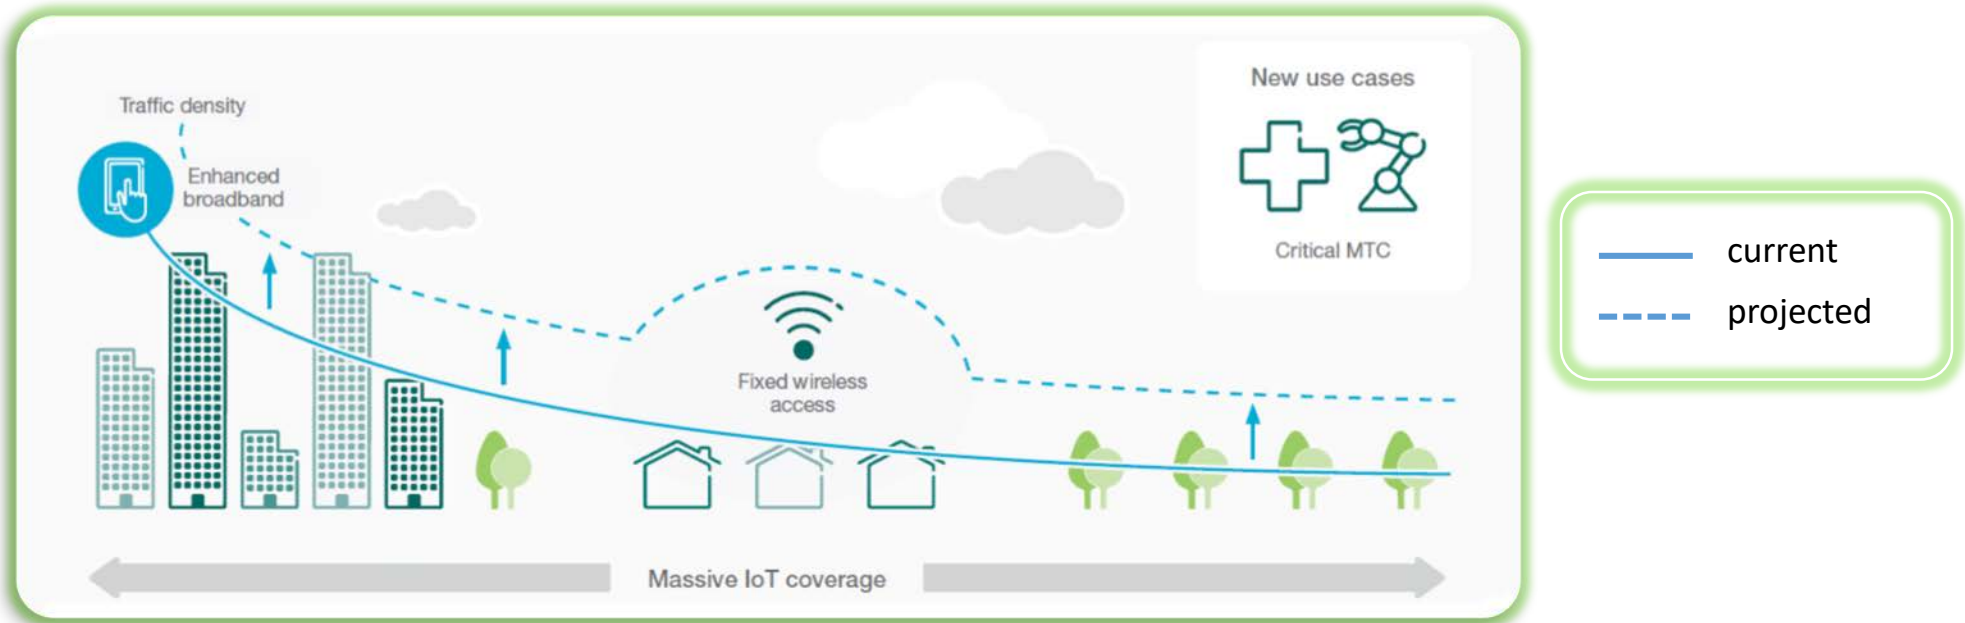 Traffic density
Enhanced
broadband
New use cases
Critical MTC
Fixed wireless
access
Massive IoT coverage
current
projected